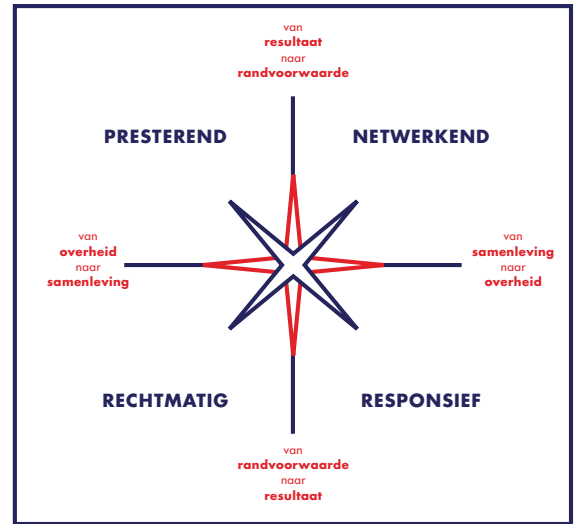 van
resultaat
naar
randvoorwaarde
PRESTEREND
NETWERKEND
van
overheid
naar
samenleving
van
samenleving
naar
overheid
RECHTMATIG
RESPONSIEF
van
randvoorwaarde
naar
resultaat